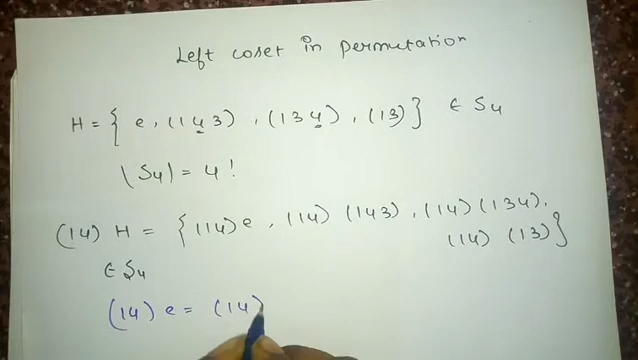 Left coset in permutation
H = { e, (143), (134), (13)} ∈ S4
|S4| = 4!
(14) H = {(14)e, (14) (143), (14) (134),
(14) (13)}
∈ S4
(14) e = (14)